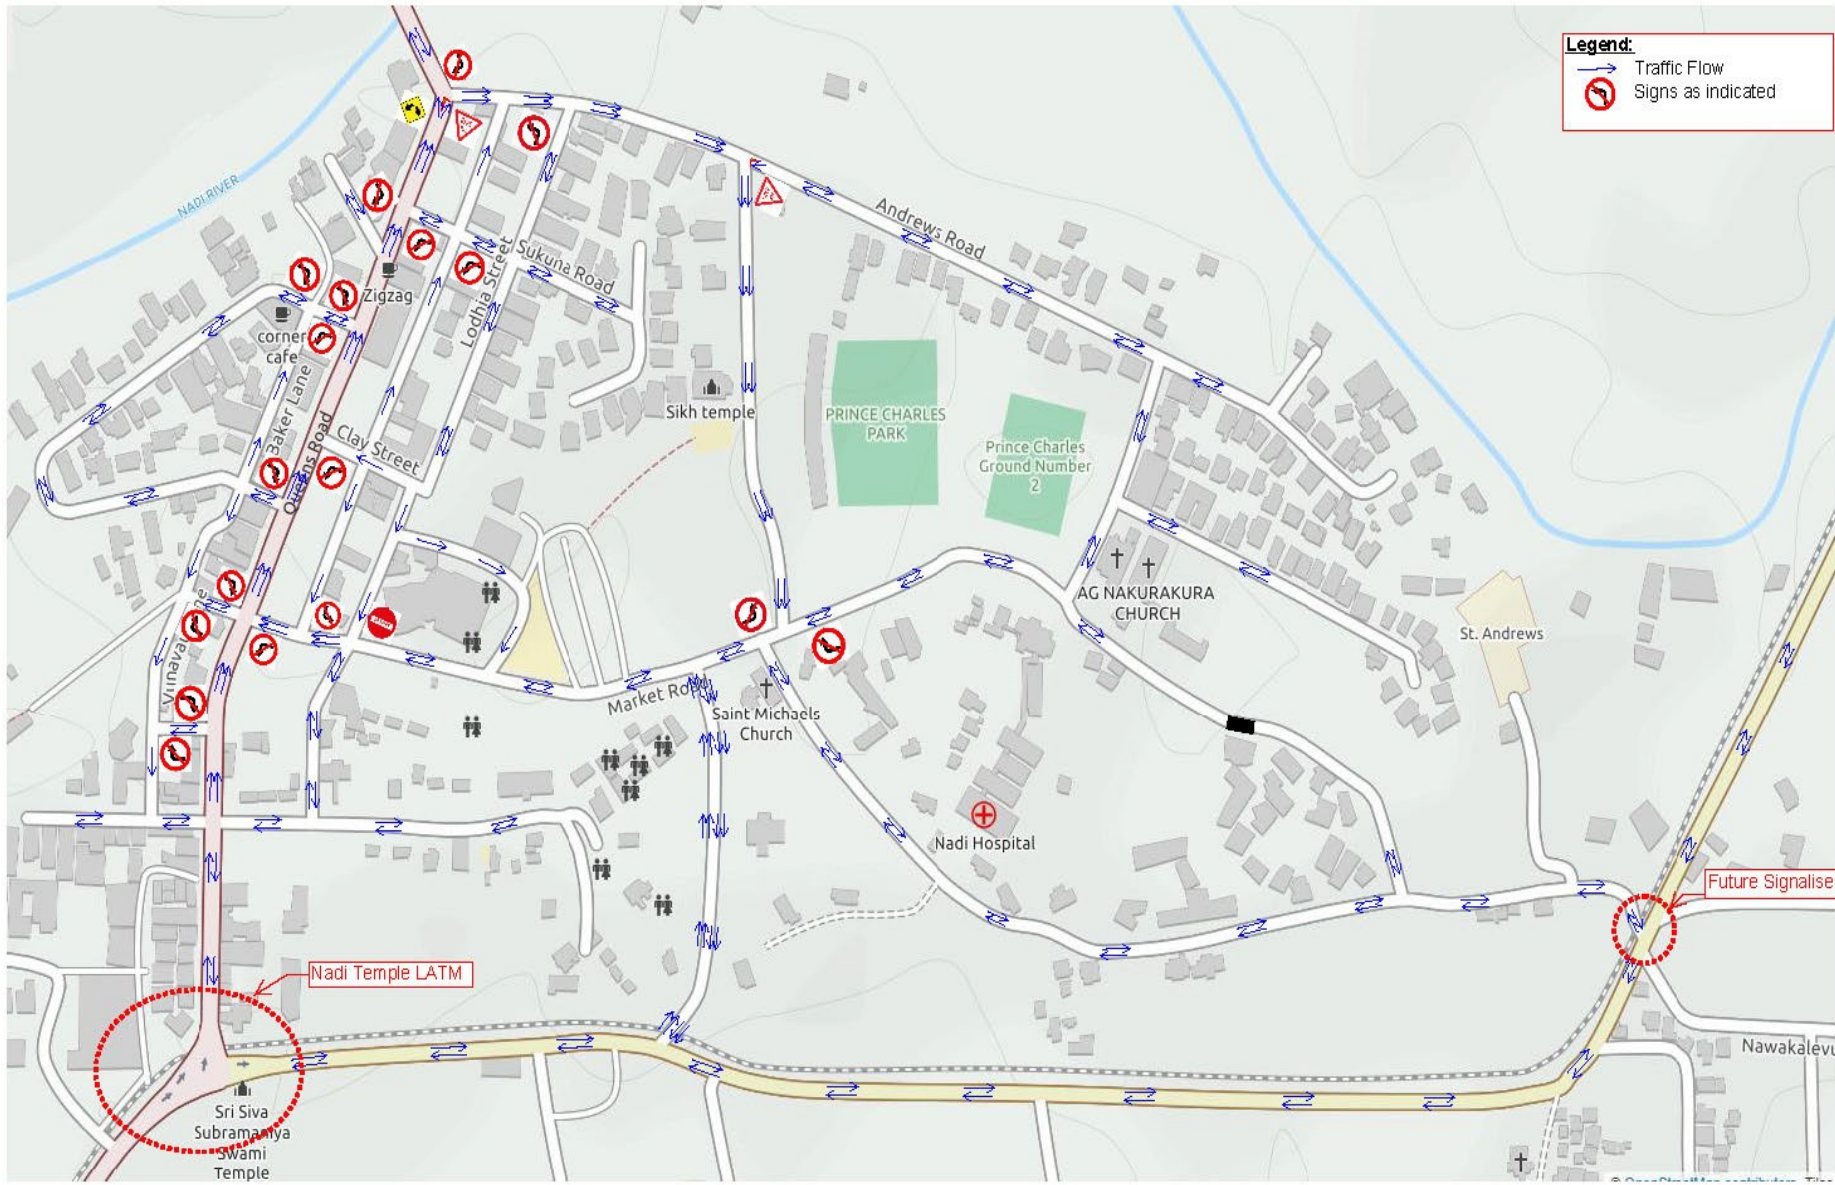 Legend:
Traffic Flow
Signs as indicated
NADI RIVER
Andrews Road
Sukuna Road
Lodhia Street
Zigzag
corner
cafe
Baker Lane
Queens Road
Clay Street
Sikh temple
PRINCE CHARLES
PARK
Prince Charles
Ground Number
2
AG NAKURAKURA
CHURCH
St. Andrews
Market Road
Saint Michaels
Church
Nadi Hospital
Future Signalise
Nadi Temple LATM
Nawakalevu
Sri Siva
Subramaniya
Swami
Temple